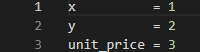 1 x          = 1
2 y          = 2
3 unit_price = 3